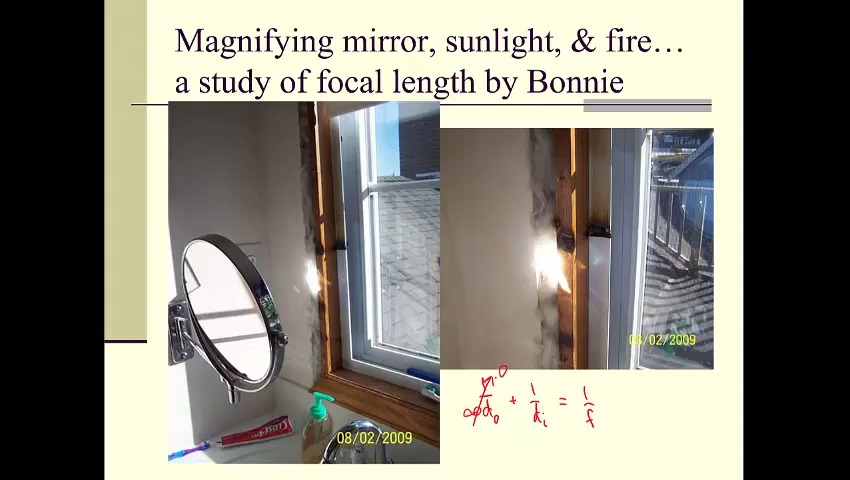 Magnifying mirror, sunlight, & fire…
a study of focal length by Bonnie
08/02/2009
08/02/2009
1/d₀ + 1/dᵢ = 1/f
0
∞